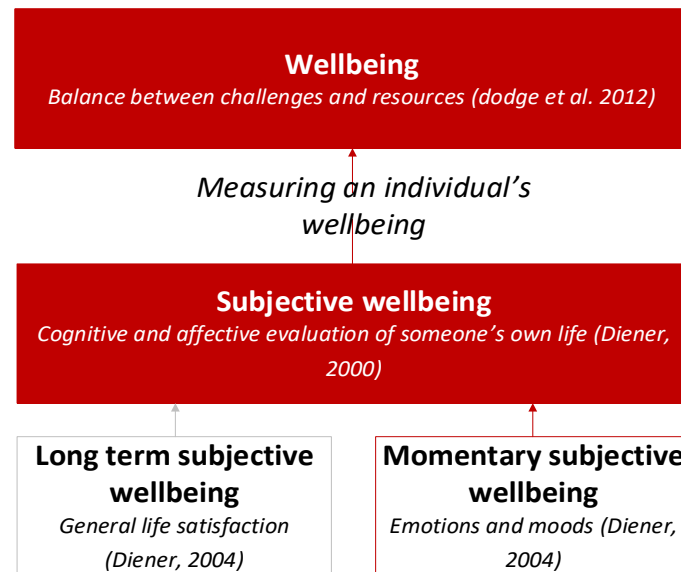 Wellbeing
Balance between challenges and resources (dodge et al. 2012)
Measuring an individual's
wellbeing
Subjective wellbeing
Cognitive and affective evaluation of someone's own life (Diener,
2000)
Long term subjective
wellbeing
General life satisfaction
(Diener, 2004)
Momentary subjective
wellbeing
Emotions and moods (Diener,
2004)